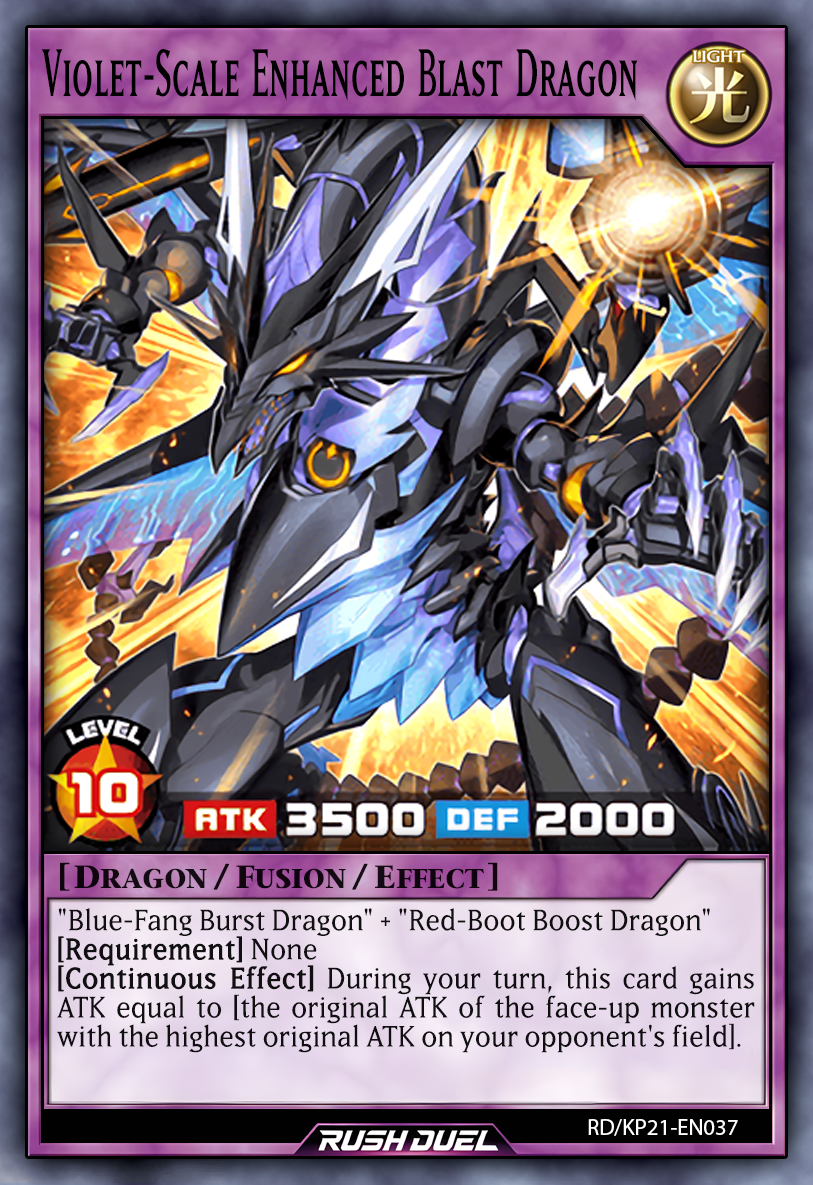 Violet-Scale Enhanced Blast Dragon
LIGHT
光
LEVEL
10
ATK 3500 DEF 2000
[Dragon / Fusion / Effect]
"Blue-Fang Burst Dragon" + "Red-Boot Boost Dragon"
[Requirement] None
[Continuous Effect] During your turn, this card gains
ATK equal to [the original ATK of the face-up monster
with the highest original ATK on your opponent's field].
RD/KP21-EN037
RUSH DUEL